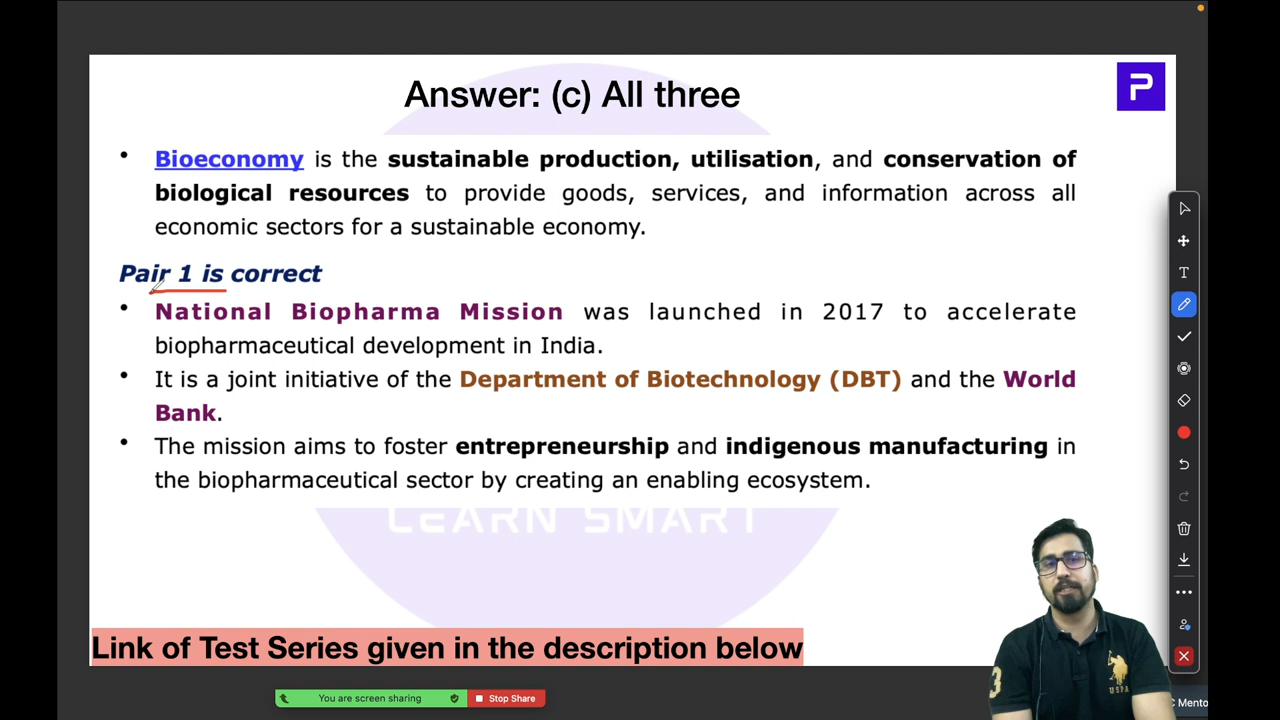 Answer: (c) All three
P
• Bioeconomy is the sustainable production, utilisation, and conservation of
biological resources to provide goods, services, and information across all
economic sectors for a sustainable economy.
Pair 1 is correct
• National Biopharma Mission was launched in 2017 to accelerate
biopharmaceutical development in India.
• It is a joint initiative of the Department of Biotechnology (DBT) and the World
Bank.
• The mission aims to foster entrepreneurship and indigenous manufacturing in
the biopharmaceutical sector by creating an enabling ecosystem.
LEARN SMART
T
3
USPA
Link of Test Series given in the description below
You are screen sharing
Stop Share
C Mento